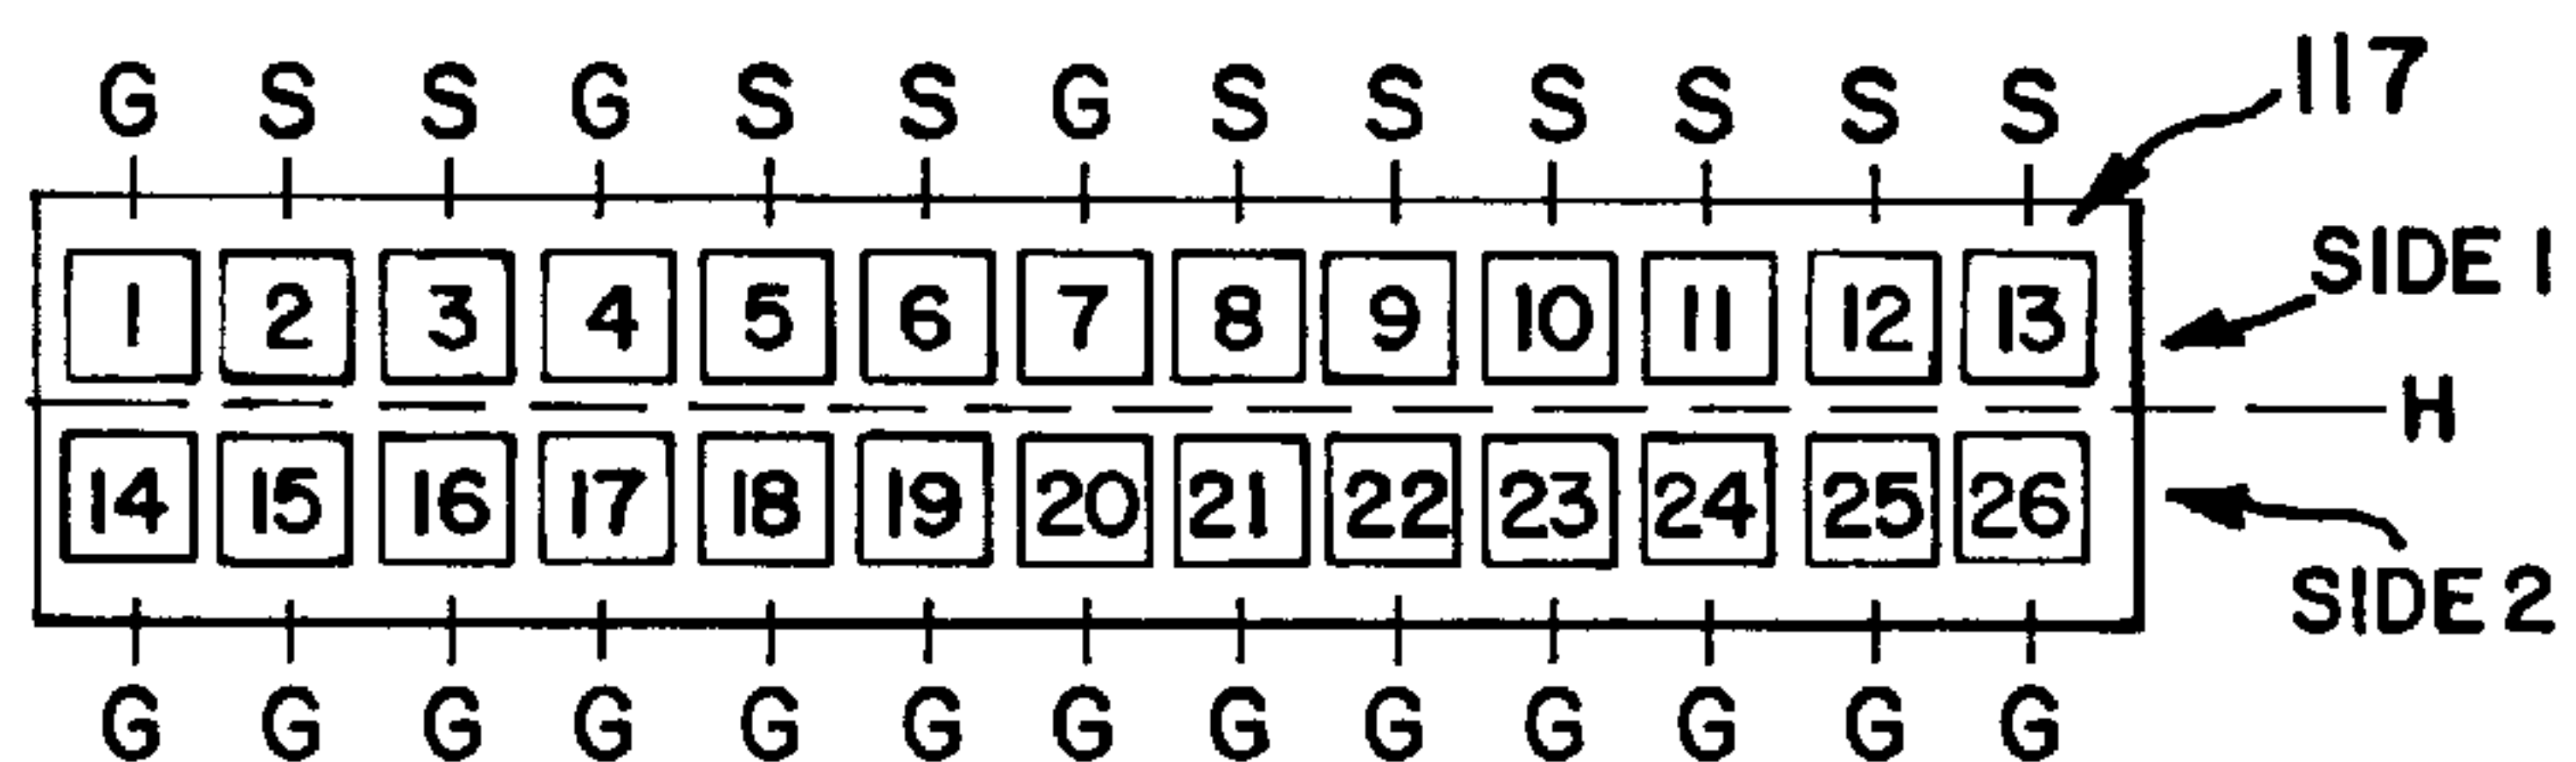 G S S G S S G S S S S S S 117
SIDE 1
1 2 3 4 5 6 7 8 9 10 11 12 13
H
14 15 16 17 18 19 20 21 22 23 24 25 26
SIDE 2
G G G G G G G G G G G G G